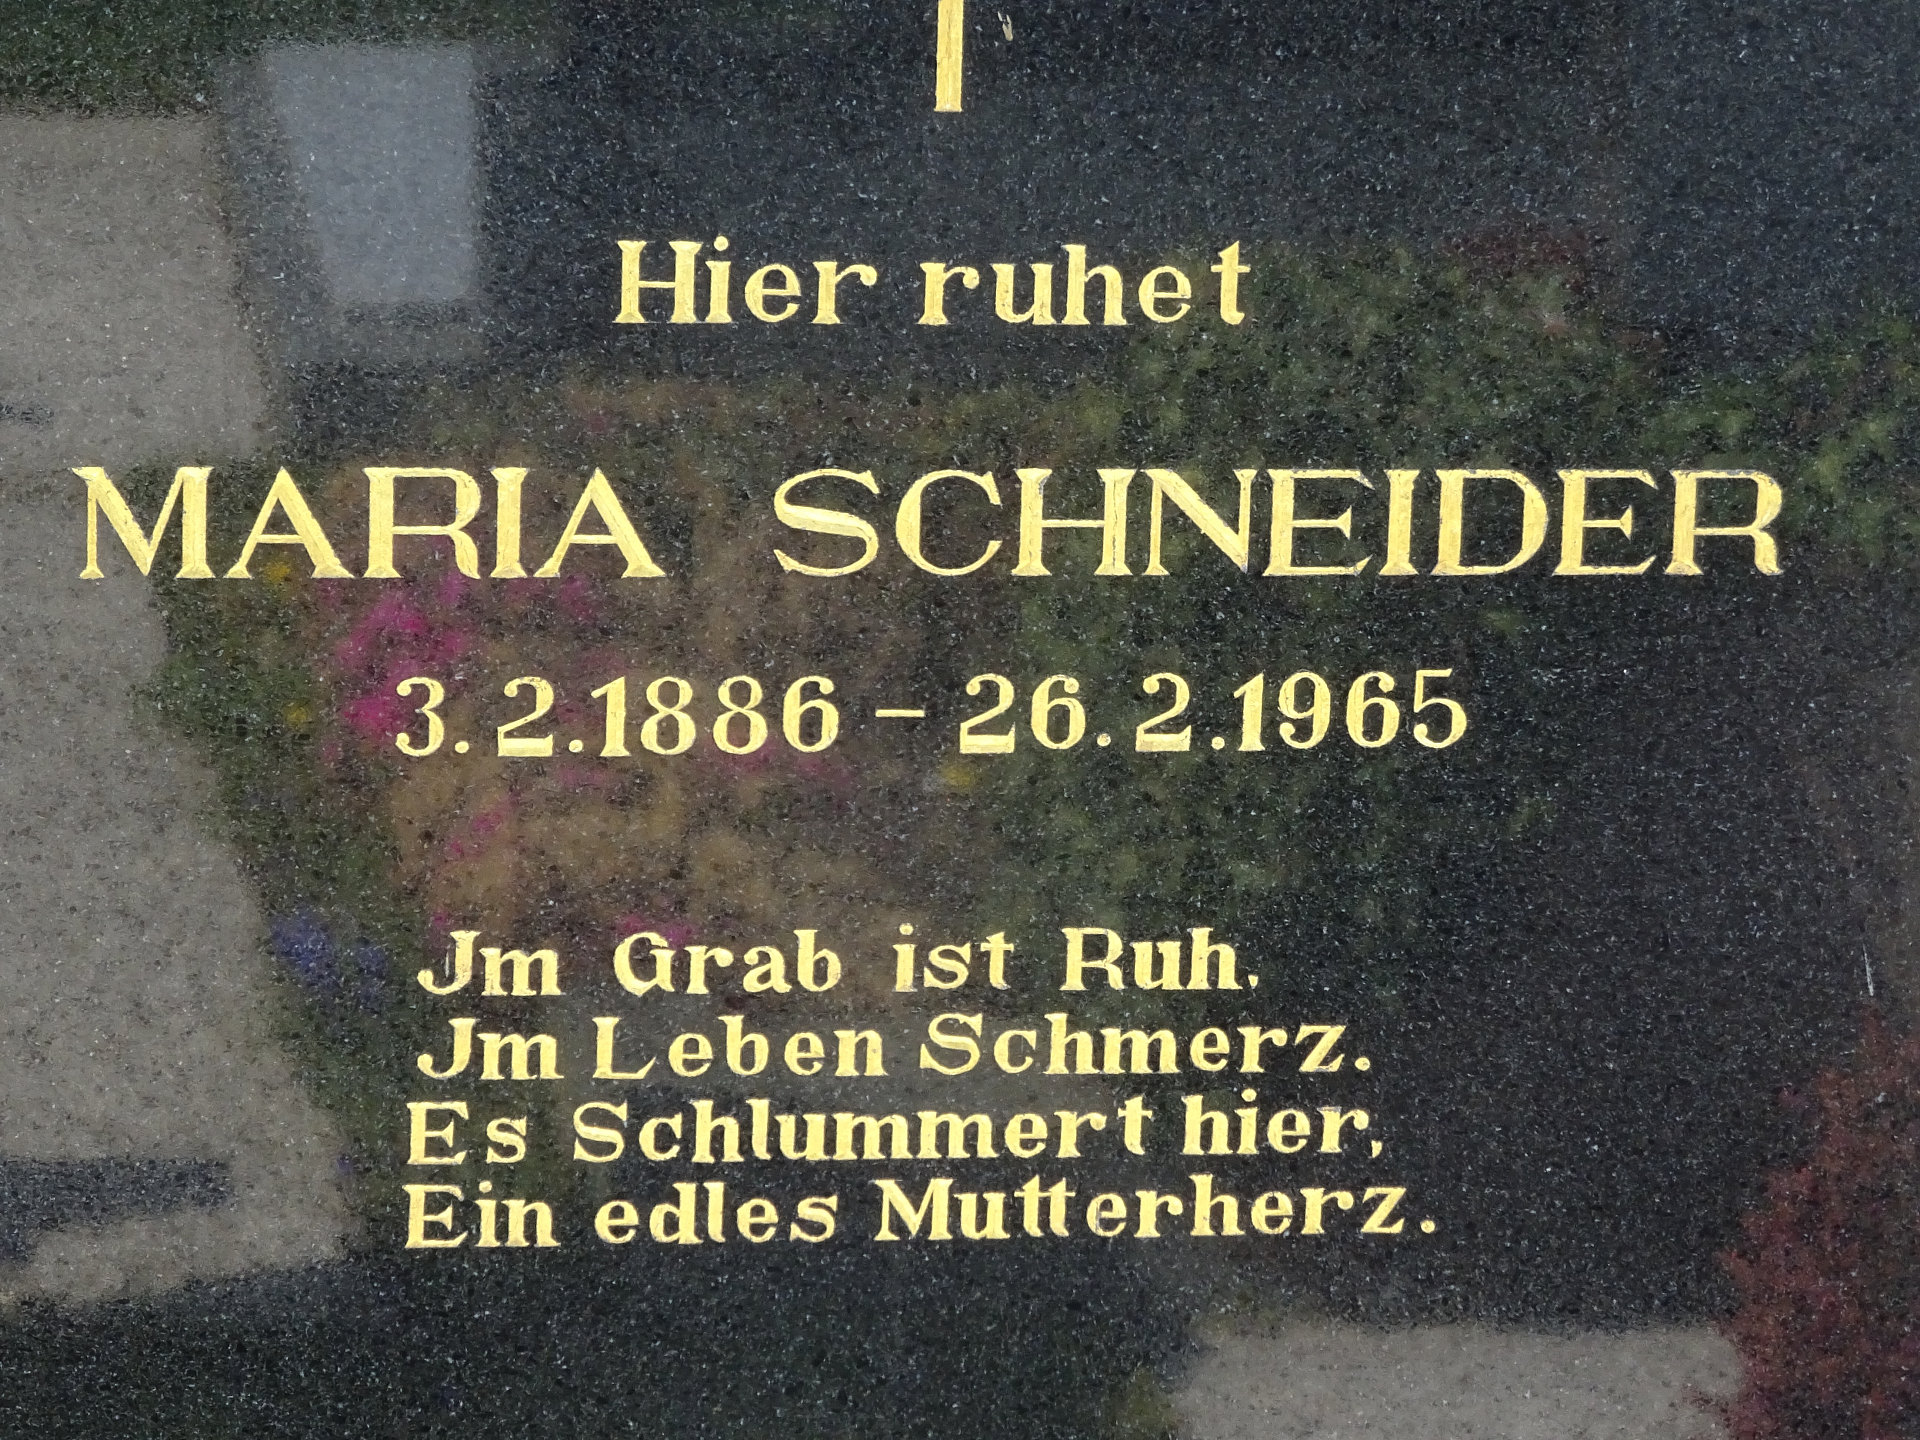 Hier ruhet
MARIA SCHNEIDER
3.2.1886 – 26.2.1965
Jm Grab ist Ruh,
Jm Leben Schmerz.
Es Schlummert hier,
Ein edles Mutterherz.